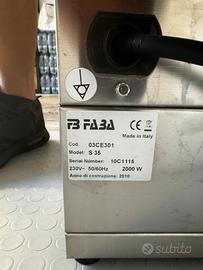 FB FABA
Made in Italy
Cod. 03CE301
Model: S 35
Serial Number: 10C1115
230V~ 50/60Hz 2000 W
Anno di costruzione: 2010
subito